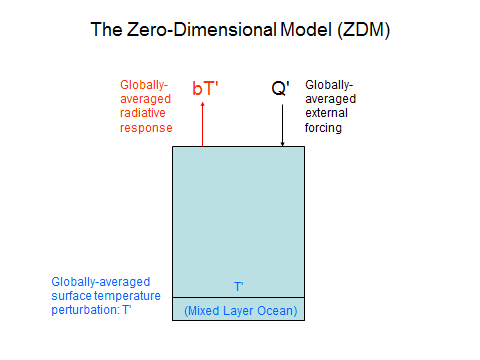 The Zero-Dimensional Model (ZDM)
Globally-
averaged
radiative
response
bT'
Q'
Globally-
averaged
external
forcing
Globally-averaged
surface temperature
perturbation: T'
T'
(Mixed Layer Ocean)